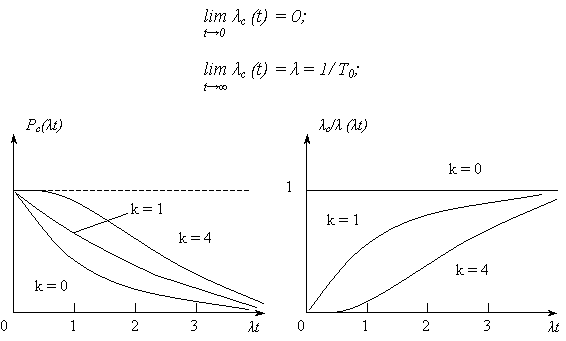 lim λc (t) = 0;
t→0
lim λc (t) = λ = 1/T0;
t→∞
Pc(λt)
λc/λ (λt)
k = 0
1
k = 1
k = 1
k = 4
k = 4
k = 0
0 1 2 3 λt
0 1 2 3 λt